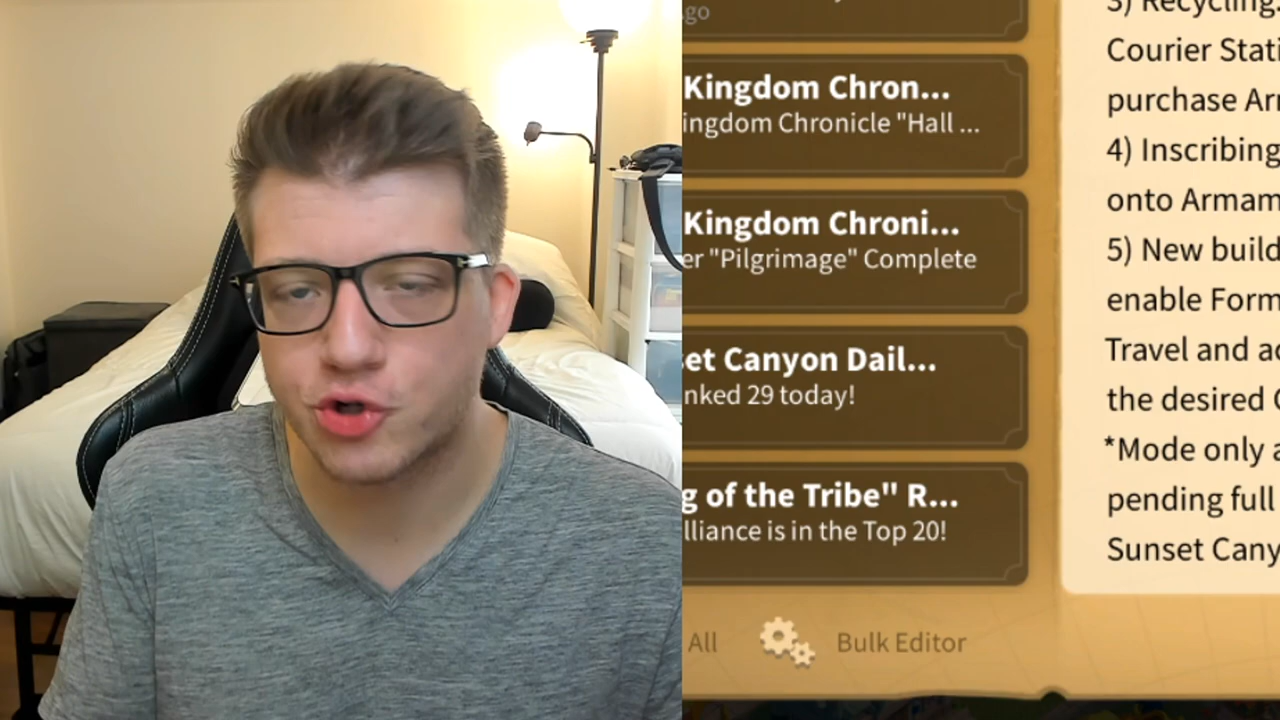 go
Kingdom Chron...
ingdom Chronicle "Hall ...
Kingdom Chroni...
er "Pilgrimage" Complete
et Canyon Dail...
nked 29 today!
g of the Tribe" R...
lliance is in the Top 20!
All
Bulk Editor
3) Recycling:
Courier Stati
purchase Ar
4) Inscribing
onto Armam
5) New build
enable Form
Travel and a
the desired
*Mode only a
pending full
Sunset Cany